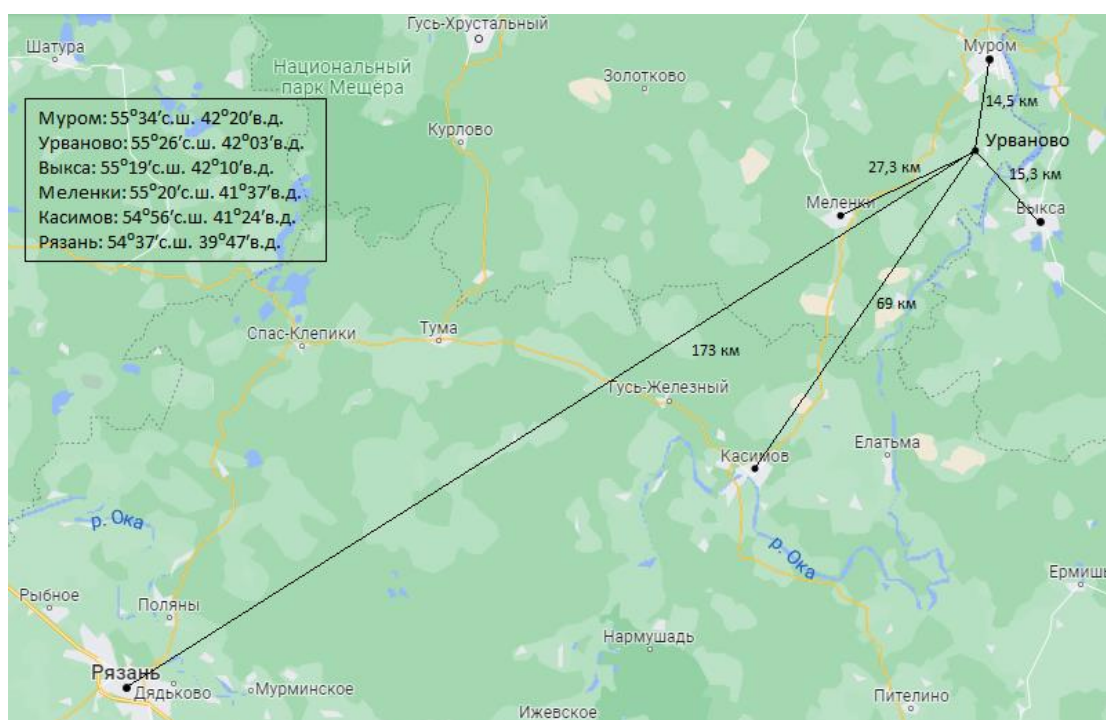 Гусь-Хрустальный
Шатура
Муром
Национальный
парк Мещёра
Золотково
14,5 км
Муром: 55°34′с.ш. 42°20′в.д.
Урваново: 55°26′с.ш. 42°03′в.д.
Выкса: 55°19′с.ш. 42°10′в.д.
Меленки: 55°20′с.ш. 41°37′в.д.
Касимов: 54°56′с.ш. 41°24′в.д.
Рязань: 54°37′с.ш. 39°47′в.д.
Курлово
Урваново
27,3 км
15,3 км
Меленки
Выкса
69 км
Спас-Клепики
Тума
173 км
Гусь-Железный
Касимов
Елатьма
р. Ока
р. Ока
Ермишь
Рыбное
Поляны
Нармушадь
Рязань
Дядьково
Мурминское
Пителино
Ижевское